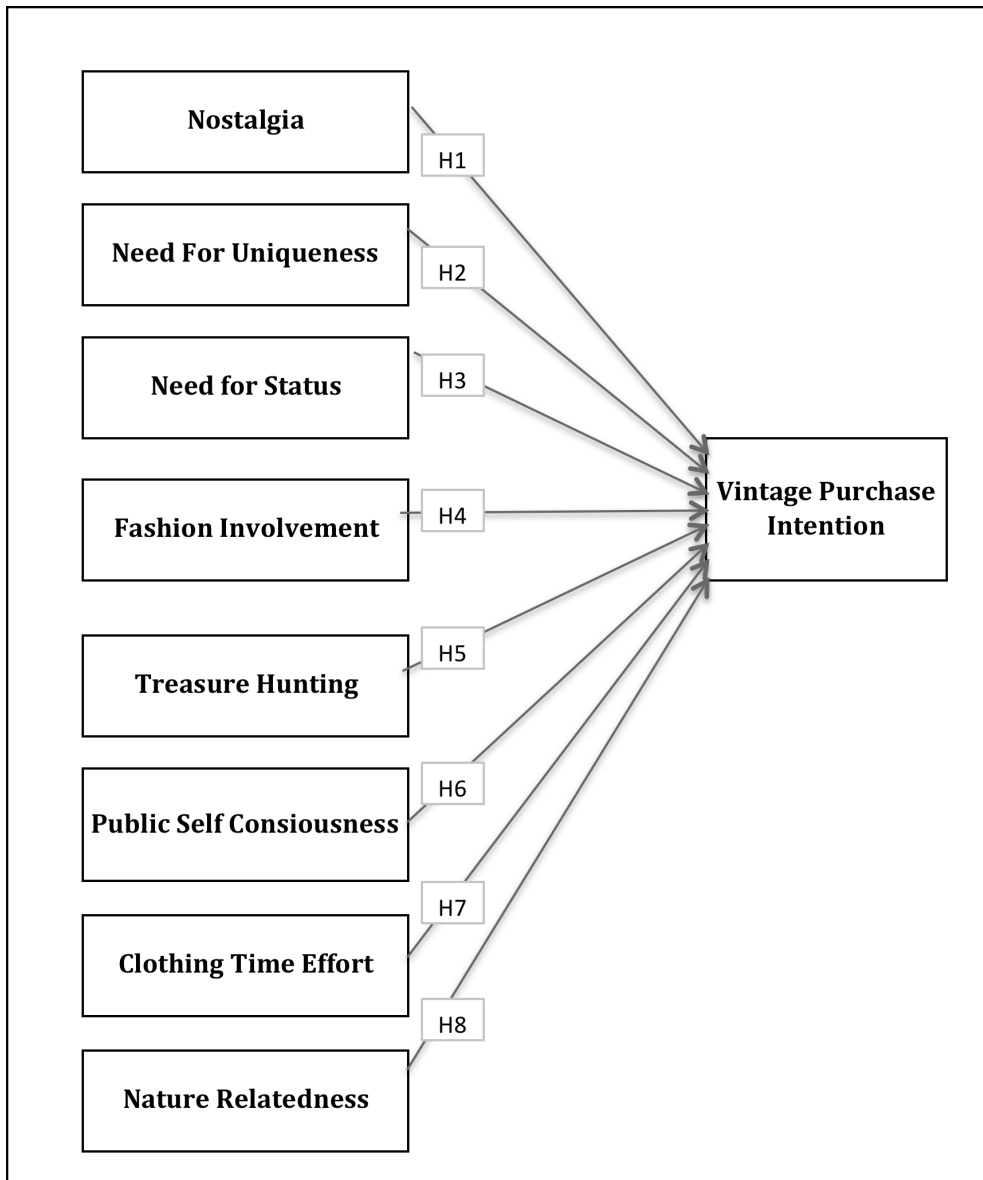 Nostalgia
H1
Need For Uniqueness
H2
Need for Status
H3
Fashion Involvement
H4
Vintage Purchase
Intention
Treasure Hunting
H5
Public Self Consiousness
H6
Clothing Time Effort
H7
Nature Relatedness
H8